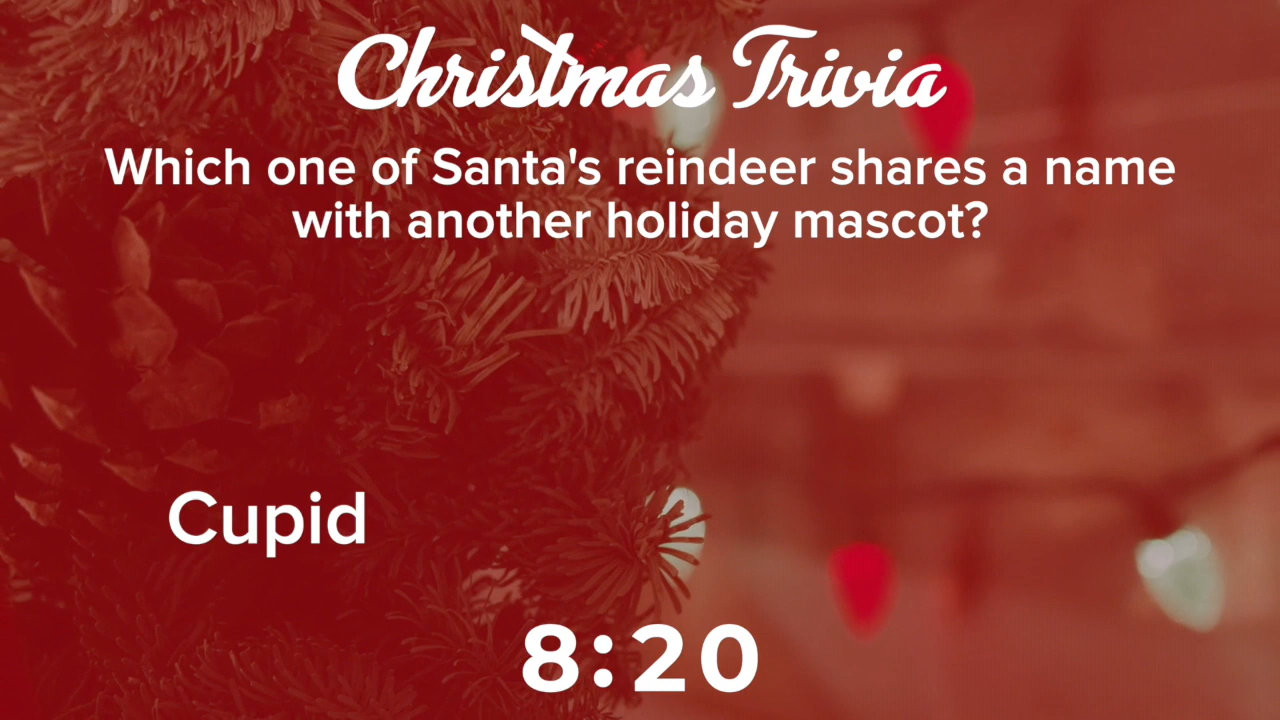 Christmas Trivia
Which one of Santa's reindeer shares a name
with another holiday mascot?
Cupid
8:20